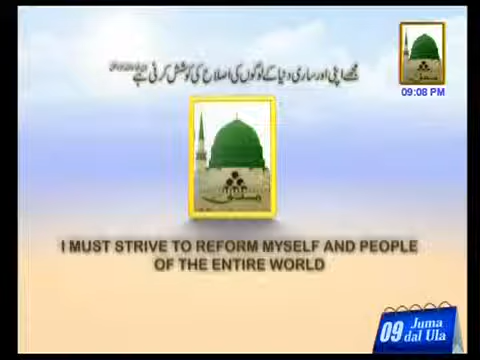 مجھے اپنی اور ساری دنیا کے لوگوں کی اصلاح کی کوشش کرنی ہے
09:08 PM
I MUST STRIVE TO REFORM MYSELF AND PEOPLE
OF THE ENTIRE WORLD
09 Juma
dal Ula